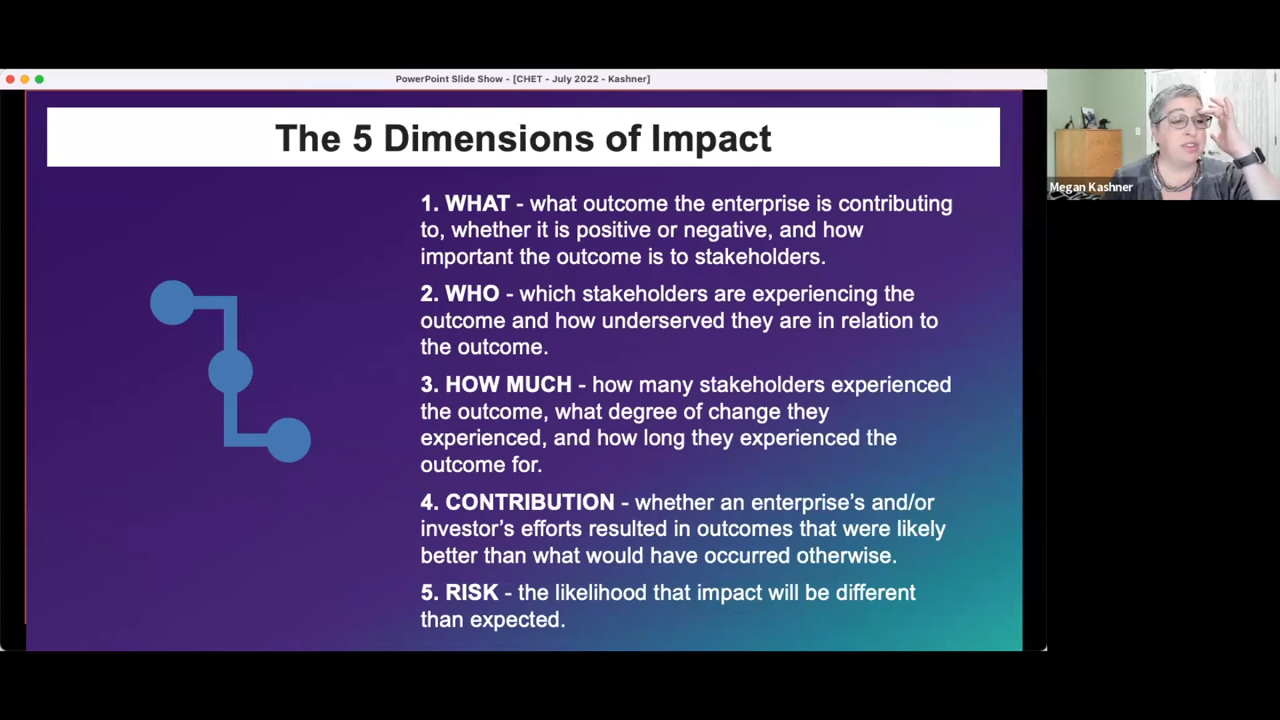 PowerPoint Slide Show - [CHET - July 2022 - Kashner]
The 5 Dimensions of Impact
1. WHAT - what outcome the enterprise is contributing
to, whether it is positive or negative, and how
important the outcome is to stakeholders.
2. WHO - which stakeholders are experiencing the
outcome and how underserved they are in relation to
the outcome.
3. HOW MUCH - how many stakeholders experienced
the outcome, what degree of change they
experienced, and how long they experienced the
outcome for.
4. CONTRIBUTION - whether an enterprise’s and/or
investor’s efforts resulted in outcomes that were likely
better than what would have occurred otherwise.
5. RISK - the likelihood that impact will be different
than expected.
Megan Kashner